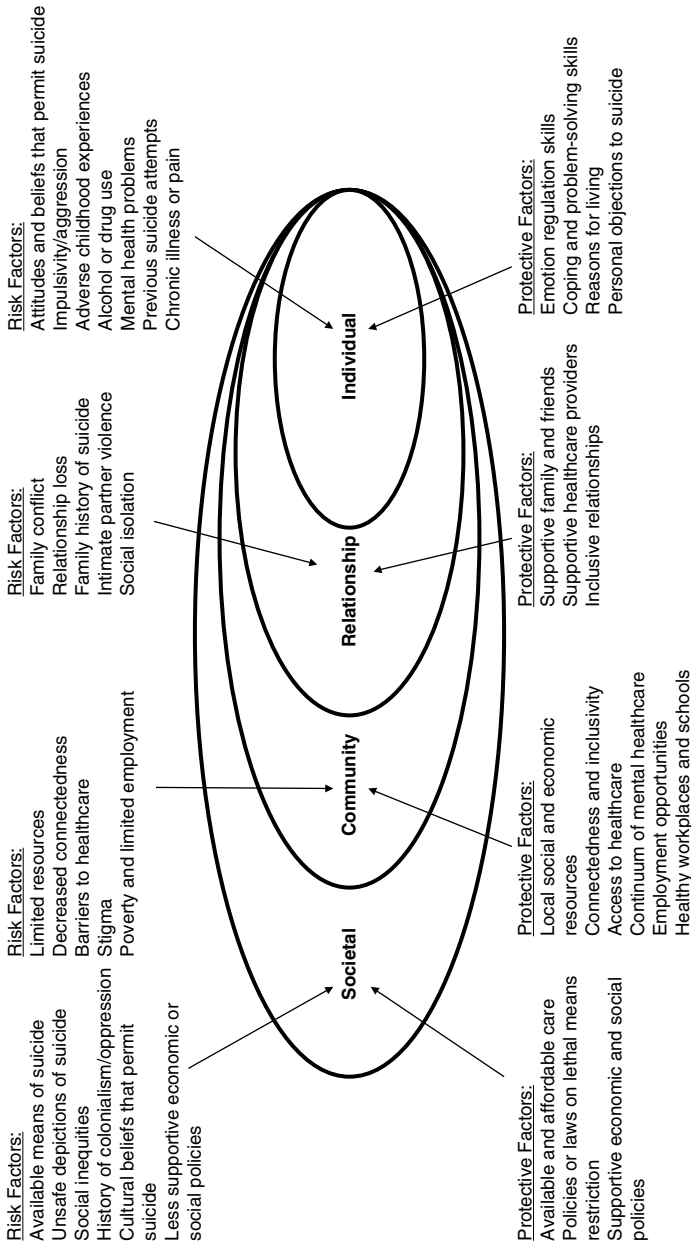 Risk Factors:
Available means of suicide
Unsafe depictions of suicide
Social inequities
History of colonialism/oppression
Cultural beliefs that permit
suicide
Less supportive economic or
social policies
Risk Factors:
Limited resources
Decreased connectedness
Barriers to healthcare
Stigma
Poverty and limited employment
Risk Factors:
Family conflict
Relationship loss
Family history of suicide
Intimate partner violence
Social isolation
Risk Factors:
Attitudes and beliefs that permit suicide
Impulsivity/aggression
Adverse childhood experiences
Alcohol or drug use
Mental health problems
Previous suicide attempts
Chronic illness or pain
Societal
Community
Relationship
Individual
Protective Factors:
Available and affordable care
Policies or laws on lethal means
restriction
Supportive economic and social
policies
Protective Factors:
Local social and economic
resources
Connectedness and inclusivity
Access to healthcare
Continuum of mental healthcare
Employment opportunities
Healthy workplaces and schools
Protective Factors:
Supportive family and friends
Supportive healthcare providers
Inclusive relationships
Protective Factors:
Emotion regulation skills
Coping and problem-solving skills
Reasons for living
Personal objections to suicide